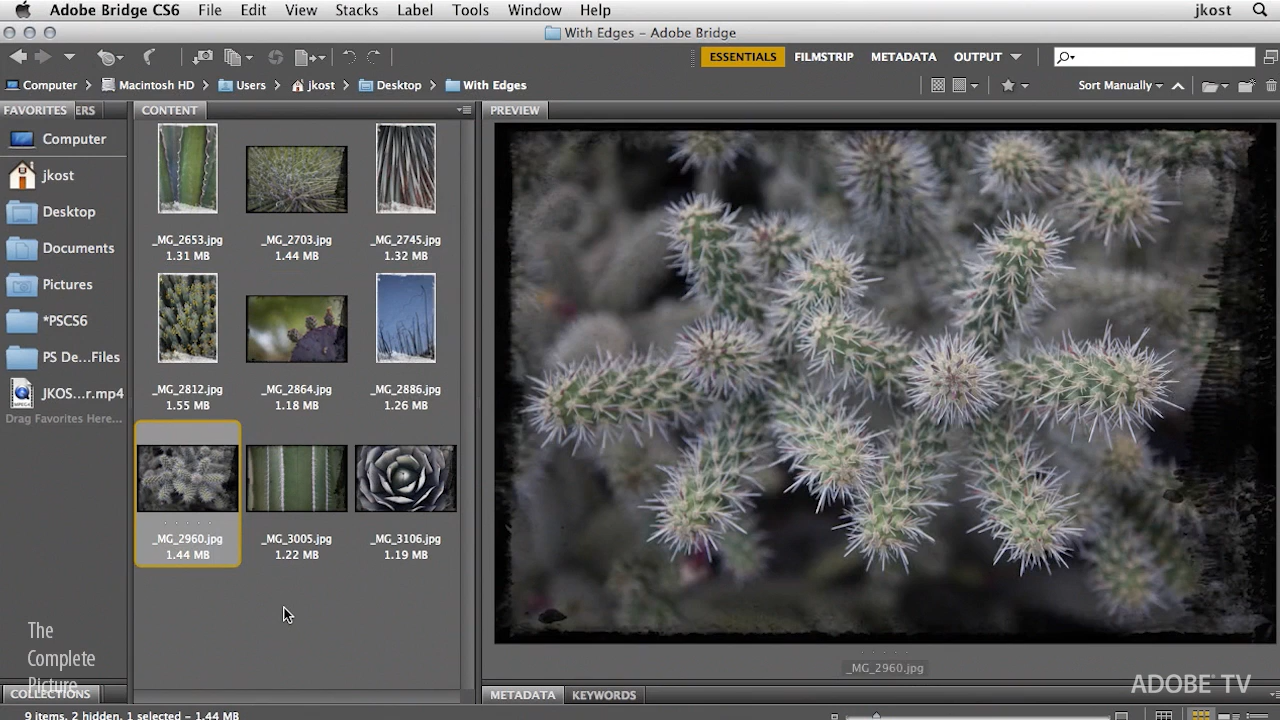 Adobe Bridge CS6 File Edit View Stacks Label Tools Window Help jkost
With Edges – Adobe Bridge
ESSENTIALS FILMSTRIP METADATA OUTPUT
Computer Macintosh HD Users jkost Desktop With Edges Sort Manually
FAVORITES ERS CONTENT PREVIEW
Computer
jkost
Desktop
Documents
Pictures
*PSCS6
PS De...Files
JKOS...r.mp4
Drag Favorites Here...
_MG_2653.jpg _MG_2703.jpg _MG_2745.jpg
1.31 MB 1.44 MB 1.32 MB
_MG_2812.jpg _MG_2864.jpg _MG_2886.jpg
1.55 MB 1.18 MB 1.26 MB
_MG_2960.jpg _MG_3005.jpg _MG_3106.jpg
1.44 MB 1.22 MB 1.19 MB
_MG_2960.jpg
The
Complete
Picture
ADOBE® TV
COLLECTIONS METADATA KEYWORDS
9 items, 2 hidden, 1 selected – 1.44 MB